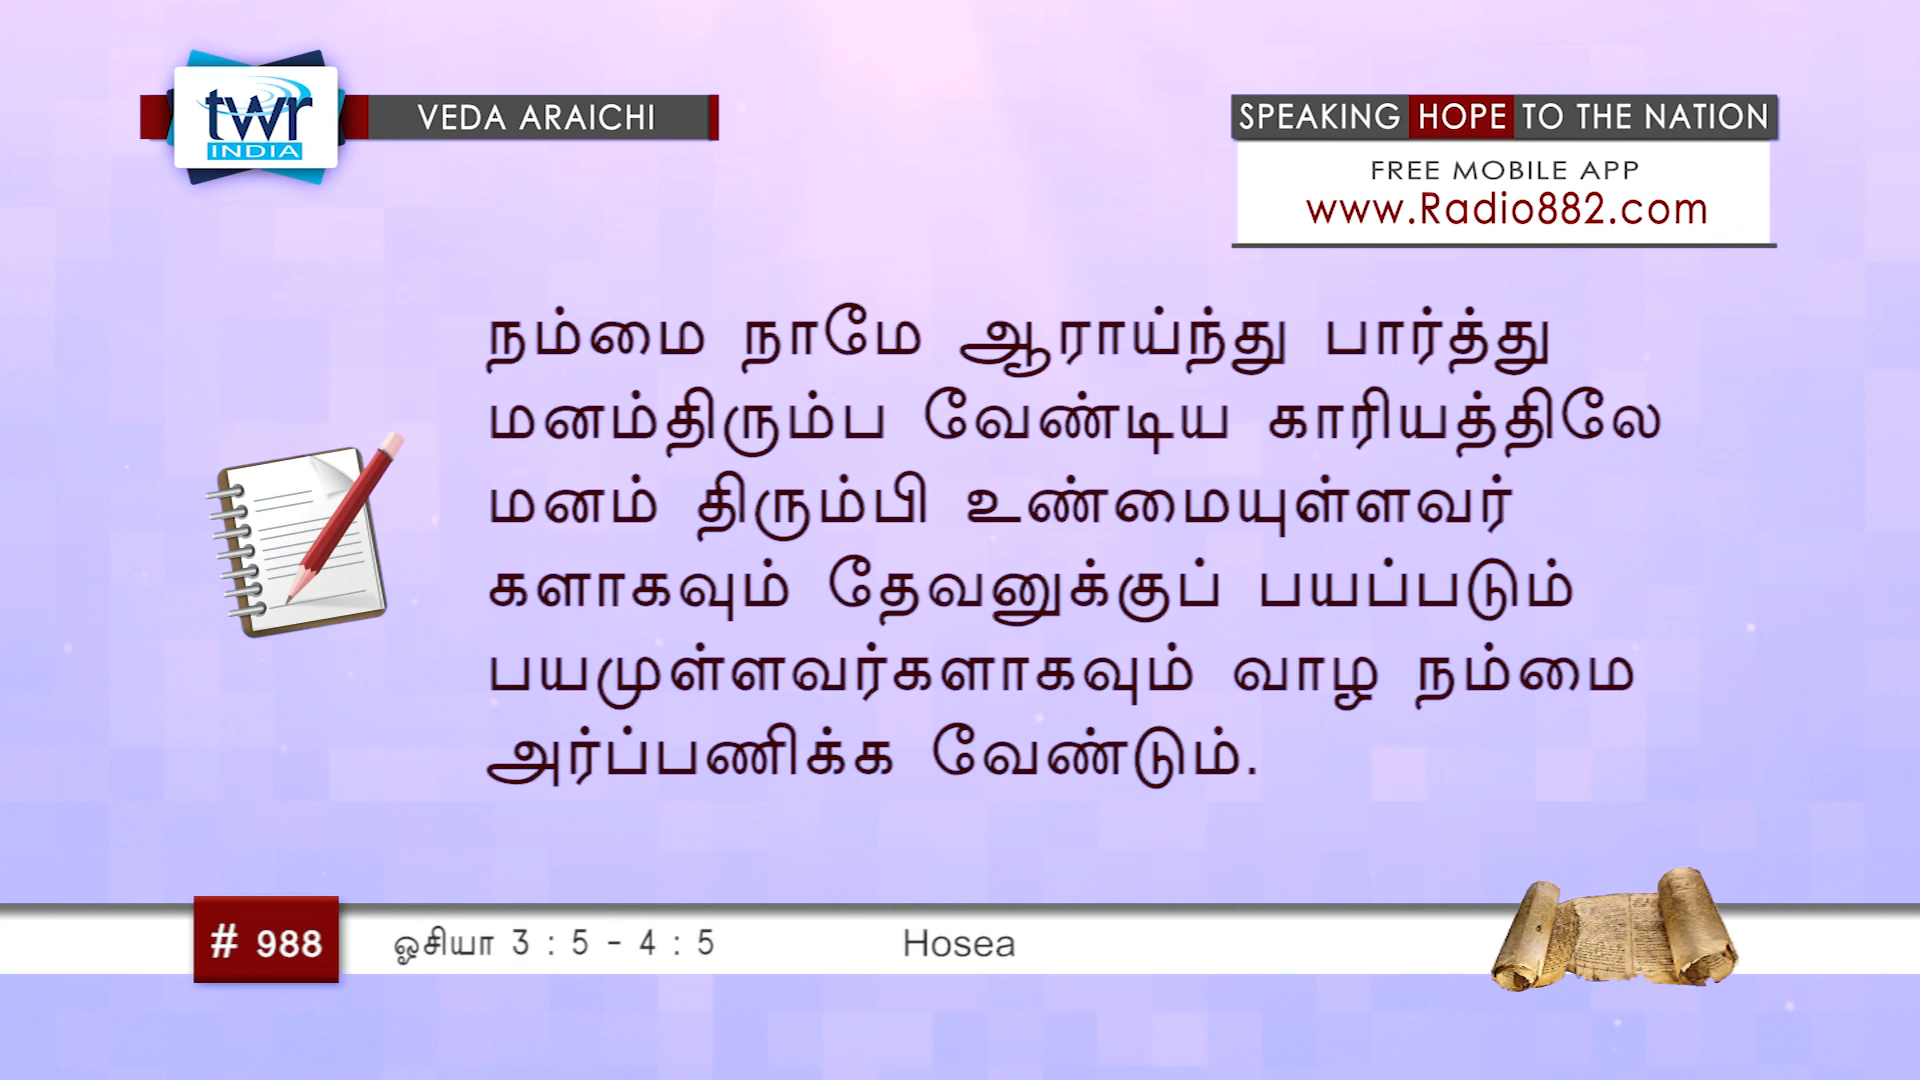 twr
INDIA
VEDA ARAICHI
SPEAKING HOPE TO THE NATION
FREE MOBILE APP
www.Radio882.com
நம்மை நாமே ஆராய்ந்து பார்த்து
மனம்திரும்ப வேண்டிய காரியத்திலே
மனம் திரும்பி உண்மையுள்ளவர்
களாகவும் தேவனுக்குப் பயப்படும்
பயமுள்ளவர்களாகவும் வாழ நம்மை
அர்ப்பணிக்க வேண்டும்.
# 988
ஓசியா 3 : 5 - 4 : 5
Hosea